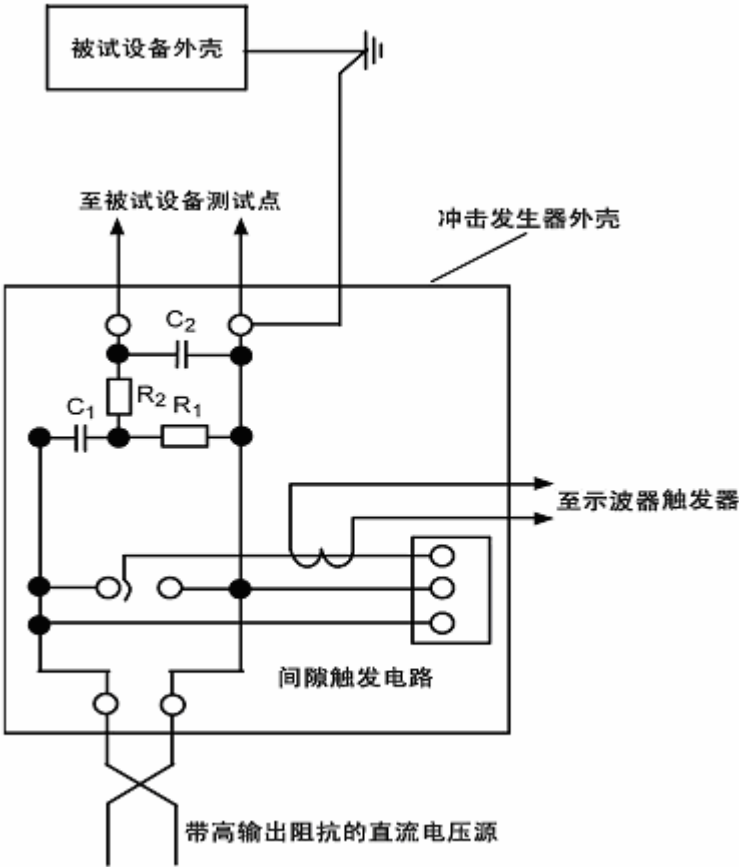 被试设备外壳
至被试设备测试点
冲击发生器外壳
C2
R2
C1
R1
至示波器触发器
间隙触发电路
带高输出阻抗的直流电压源